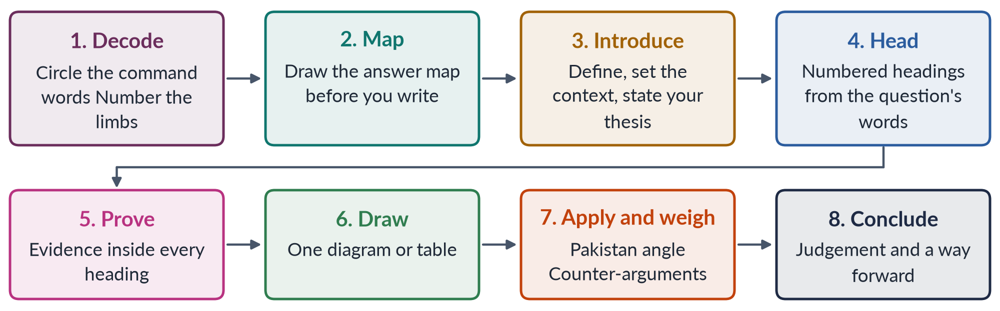 1. Decode
Circle the command
words Number the
limbs
2. Map
Draw the answer map
before you write
3. Introduce
Define, set the
context, state your
thesis
4. Head
Numbered headings
from the question's
words
5. Prove
Evidence inside every
heading
6. Draw
One diagram or table
7. Apply and weigh
Pakistan angle
Counter-arguments
8. Conclude
Judgement and a way
forward